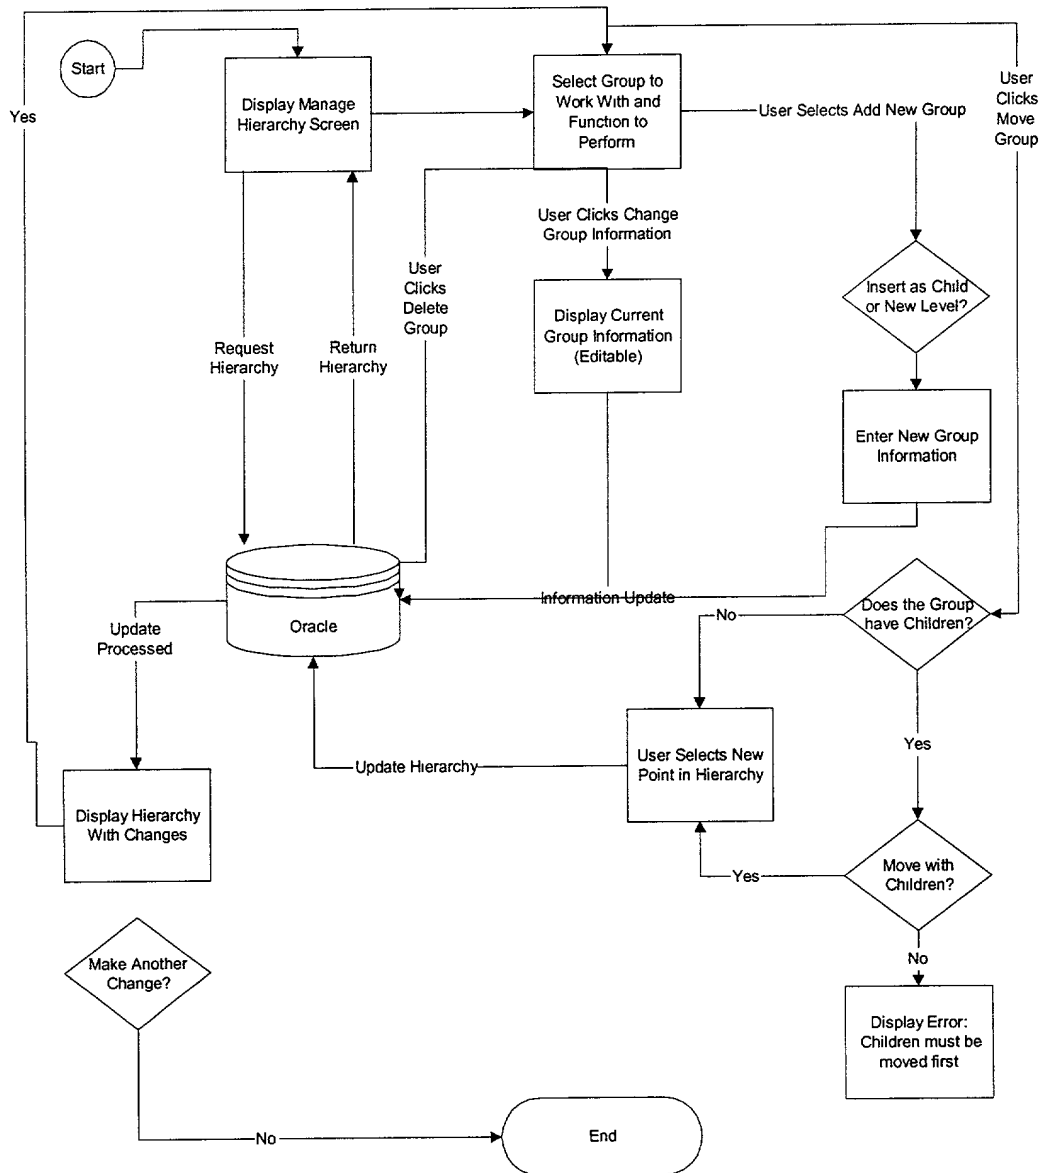 Start
Yes
Display Manage
Hierarchy Screen
Select Group to
Work With and
Function to
Perform
User Selects Add New Group
User
Clicks
Move
Group
User Clicks Change
Group Information
User
Clicks
Delete
Group
Insert as Child
or New Level?
Display Current
Group Information
(Editable)
Request
Hierarchy
Return
Hierarchy
Enter New Group
Information
Information Update
Oracle
Update
Processed
Does the Group
have Children?
No
Yes
User Selects New
Point in Hierarchy
Update Hierarchy
Display Hierarchy
With Changes
Move with
Children?
Yes
No
Make Another
Change?
Display Error:
Children must be
moved first
No
End